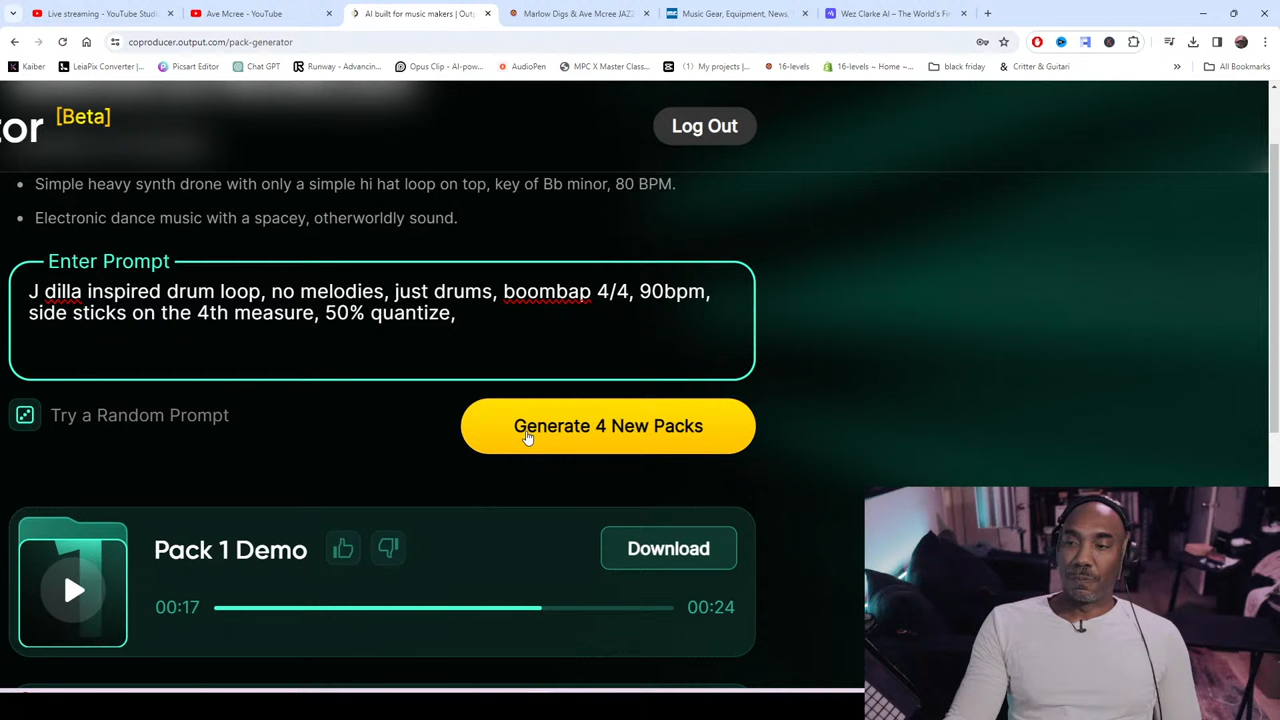 Live streaming - YouTube Studi
Ave Mcree - YouTube
AI built for music makers | Outp
Marlow Digs & Ave Mcree JAZZ
Music Gear, Equipment, News, T
Wez Clarke AI – The World's Fi
coproducer.output.com/pack-generator
Kaiber
LeiaPix Converter |...
Picsart Editor
Chat GPT
Runway - Advancin...
Opus Clip - AI-pow...
AudioPen
MPC X Master Class...
(1) My projects |...
16-levels
16-levels ~ Home ~...
black friday
Critter & Guitari
All Bookmarks
tor [Beta]
Log Out
Simple heavy synth drone with only a simple hi hat loop on top, key of Bb minor, 80 BPM.
Electronic dance music with a spacey, otherworldly sound.
Enter Prompt
J dilla inspired drum loop, no melodies, just drums, boombap 4/4, 90bpm,
side sticks on the 4th measure, 50% quantize,
Try a Random Prompt
Generate 4 New Packs
1
Pack 1 Demo
Download
00:17
00:24